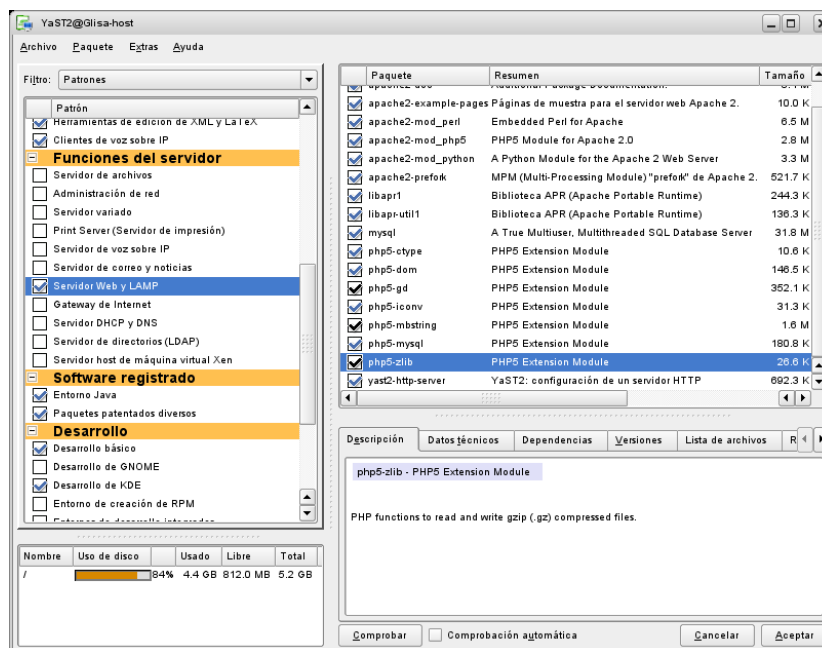 YaST2@Glisa-host
Archivo Paquete Extras Ayuda
Filtro: Patrones
Patrón
Herramientas de edición de XML y LaTeX
Clientes de voz sobre IP
Funciones del servidor
Servidor de archivos
Administración de red
Servidor variado
Print Server (Servidor de impresión)
Servidor de voz sobre IP
Servidor de correo y noticias
Servidor Web y LAMP
Gateway de Internet
Servidor DHCP y DNS
Servidor de directorios (LDAP)
Servidor host de máquina virtual Xen
Software registrado
Entorno Java
Paquetes patentados diversos
Desarrollo
Desarrollo básico
Desarrollo de GNOME
Desarrollo de KDE
Entorno de creación de RPM
Entornos de desarrollo integrados
Nombre Uso de disco Usado Libre Total
/ 84% 4.4 GB 812.0 MB 5.2 GB
Paquete Resumen Tamaño
apache2-doc Additional Package Documentation.
apache2-example-pages Páginas de muestra para el servidor web Apache 2. 10.0 K
apache2-mod_perl Embedded Perl for Apache 6.5 M
apache2-mod_php5 PHP5 Module for Apache 2.0 2.8 M
apache2-mod_python A Python Module for the Apache 2 Web Server 3.3 M
apache2-prefork MPM (Multi-Processing Module) "prefork" de Apache 2. 521.7 K
libapr1 Biblioteca APR (Apache Portable Runtime) 244.3 K
libapr-util1 Biblioteca APR (Apache Portable Runtime) 136.3 K
mysql A True Multiuser, Multithreaded SQL Database Server 31.8 M
php5-ctype PHP5 Extension Module 10.6 K
php5-dom PHP5 Extension Module 146.5 K
php5-gd PHP5 Extension Module 352.1 K
php5-iconv PHP5 Extension Module 31.3 K
php5-mbstring PHP5 Extension Module 1.6 M
php5-mysql PHP5 Extension Module 180.8 K
php5-zlib PHP5 Extension Module 26.6 K
yast2-http-server YaST2: configuración de un servidor HTTP 692.3 K
Descripción Datos técnicos Dependencias Versiones Lista de archivos R
php5-zlib - PHP5 Extension Module
PHP functions to read and write gzip (.gz) compressed files.
Comprobar Comprobación automática Cancelar Aceptar